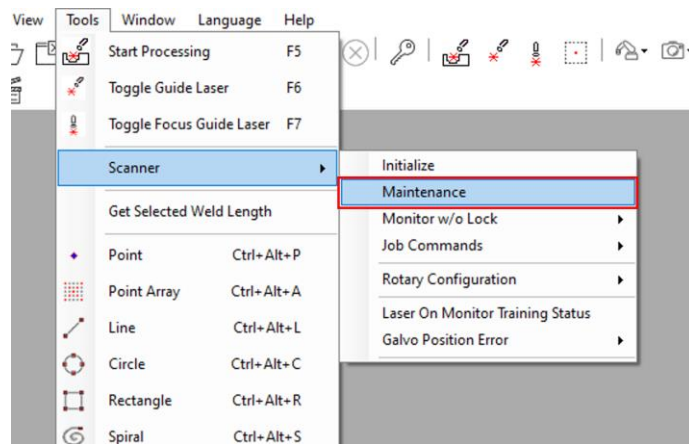 View Tools Window Language Help
Start Processing F5
Toggle Guide Laser F6
Toggle Focus Guide Laser F7
Scanner
Get Selected Weld Length
Point Ctrl+Alt+P
Point Array Ctrl+Alt+A
Line Ctrl+Alt+L
Circle Ctrl+Alt+C
Rectangle Ctrl+Alt+R
Spiral Ctrl+Alt+S
Initialize
Maintenance
Monitor w/o Lock
Job Commands
Rotary Configuration
Laser On Monitor Training Status
Galvo Position Error